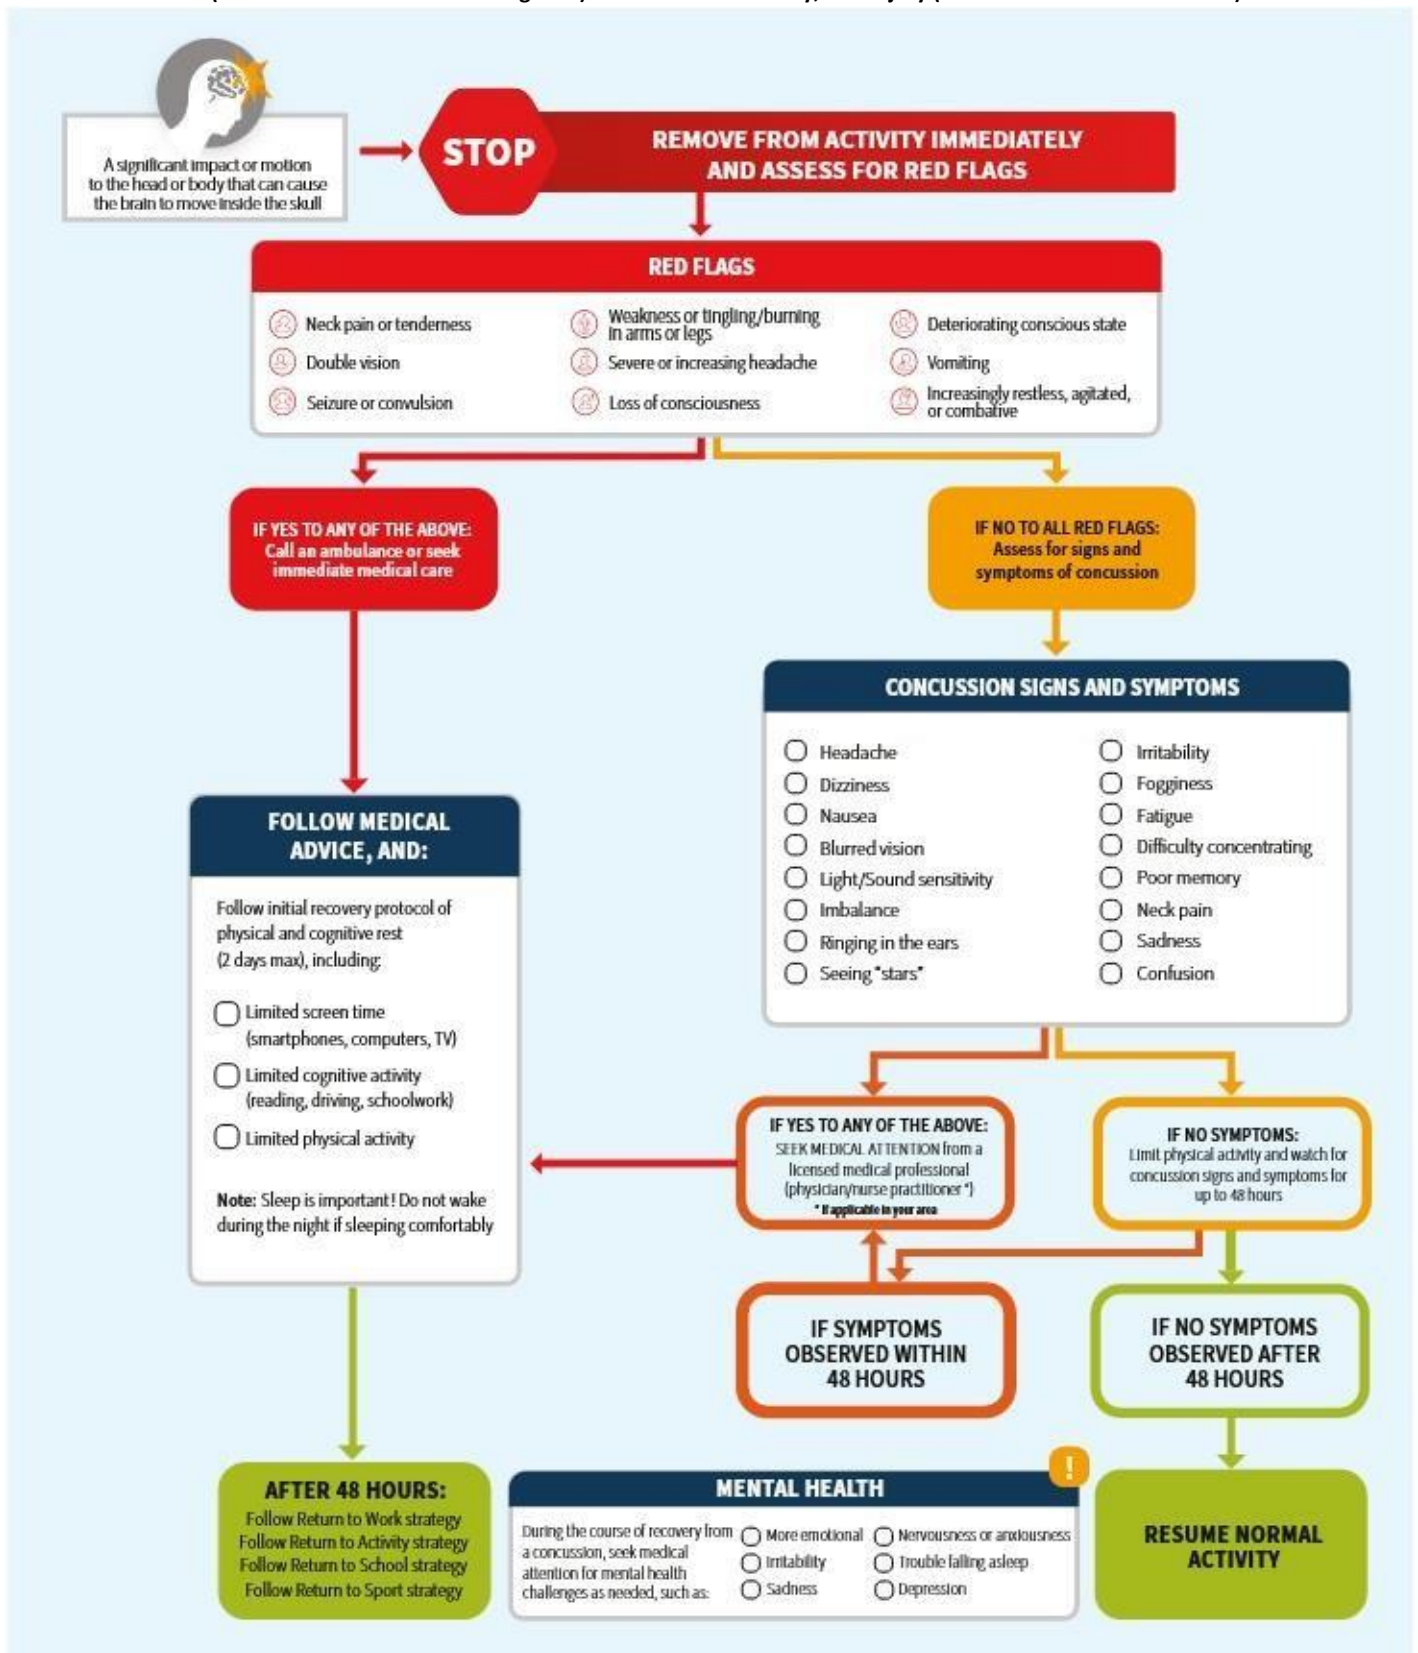 A significant impact or motion
to the head or body that can cause
the brain to move inside the skull
STOP
REMOVE FROM ACTIVITY IMMEDIATELY
AND ASSESS FOR RED FLAGS
RED FLAGS
Neck pain or tenderness
Double vision
Seizure or convulsion
Weakness or tingling/burning
in arms or legs
Severe or increasing headache
Loss of consciousness
Deteriorating conscious state
Vomiting
Increasingly restless, agitated,
or combative
IF YES TO ANY OF THE ABOVE:
Call an ambulance or seek
immediate medical care
IF NO TO ALL RED FLAGS:
Assess for signs and
symptoms of concussion
CONCUSSION SIGNS AND SYMPTOMS
Headache
Dizziness
Nausea
Blurred vision
Light/Sound sensitivity
Imbalance
Ringing in the ears
Seeing "stars"
Irritability
Fogginess
Fatigue
Difficulty concentrating
Poor memory
Neck pain
Sadness
Confusion
FOLLOW MEDICAL
ADVICE, AND:
Follow initial recovery protocol of
physical and cognitive rest
(2 days max), including:
Limited screen time
(smartphones, computers, TV)
Limited cognitive activity
(reading, driving, schoolwork)
Limited physical activity
Note: Sleep is important! Do not wake
during the night if sleeping comfortably
IF YES TO ANY OF THE ABOVE:
SEEK MEDICAL ATTENTION from a
licensed medical professional
(physician/nurse practitioner*)
* If applicable in your area
IF NO SYMPTOMS:
Limit physical activity and watch for
concussion signs and symptoms for
up to 48 hours
IF SYMPTOMS
OBSERVED WITHIN
48 HOURS
IF NO SYMPTOMS
OBSERVED AFTER
48 HOURS
AFTER 48 HOURS:
Follow Return to Work strategy
Follow Return to Activity strategy
Follow Return to School strategy
Follow Return to Sport strategy
MENTAL HEALTH
!
During the course of recovery from
a concussion, seek medical
attention for mental health
challenges as needed, such as:
More emotional
Irritability
Sadness
Nervousness or anxiousness
Trouble falling asleep
Depression
RESUME NORMAL
ACTIVITY